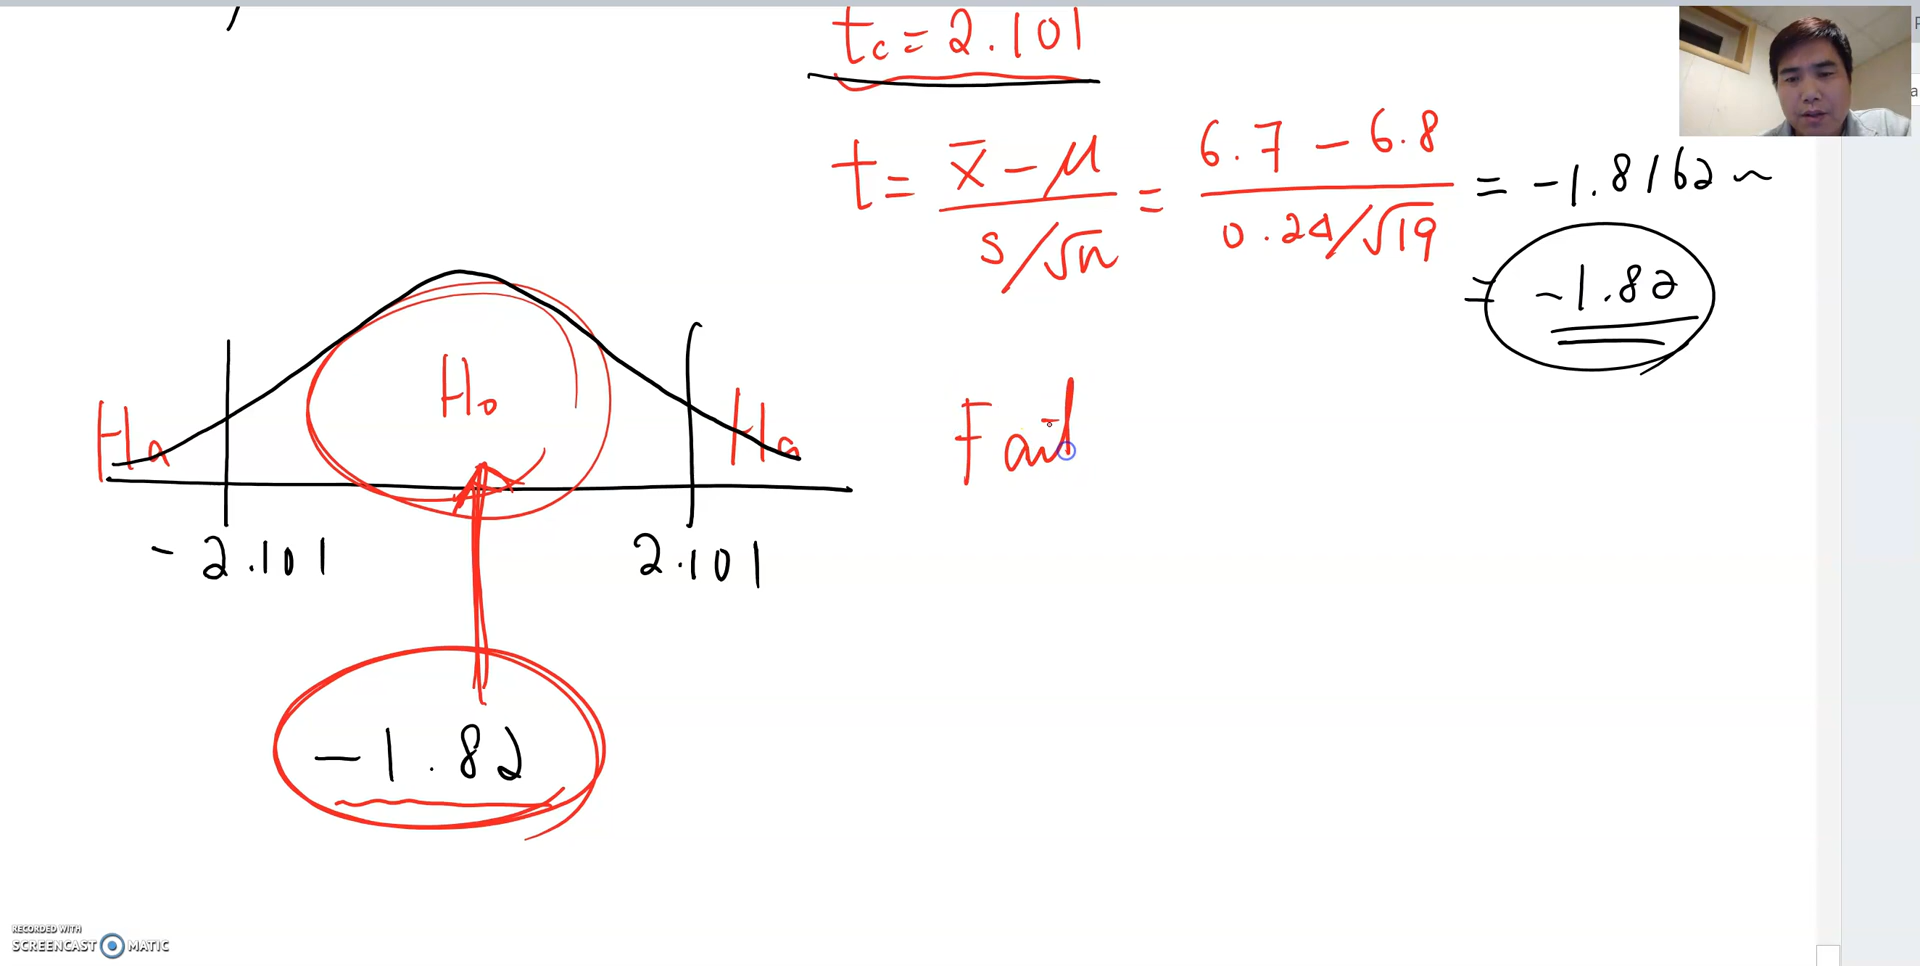 tc = 2.101
t = x̄ - μ / s/√n = 6.7 - 6.8 / 0.24/√19 = -1.8162~
= -1.82
Ha H0 Ha
Fail
- 2.101 2.101
-1.82
RECORDED WITH
SCREENCAST MATIC